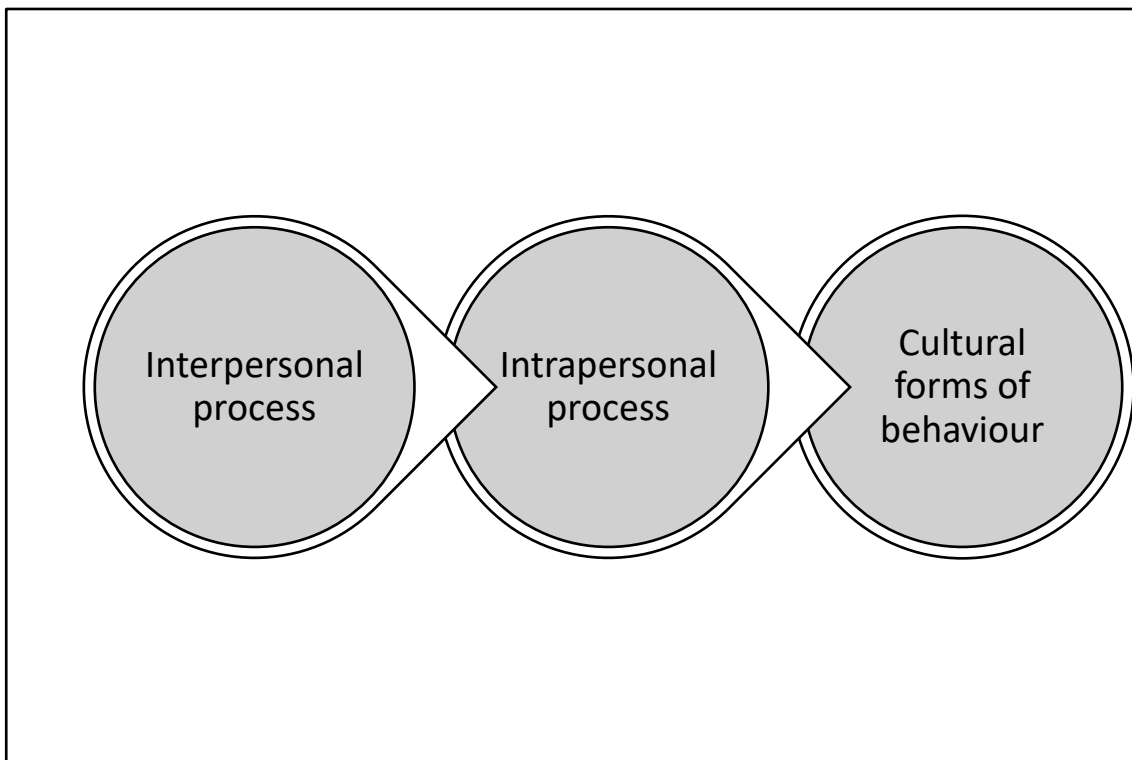 Interpersonal
process
Intrapersonal
process
Cultural
forms of
behaviour